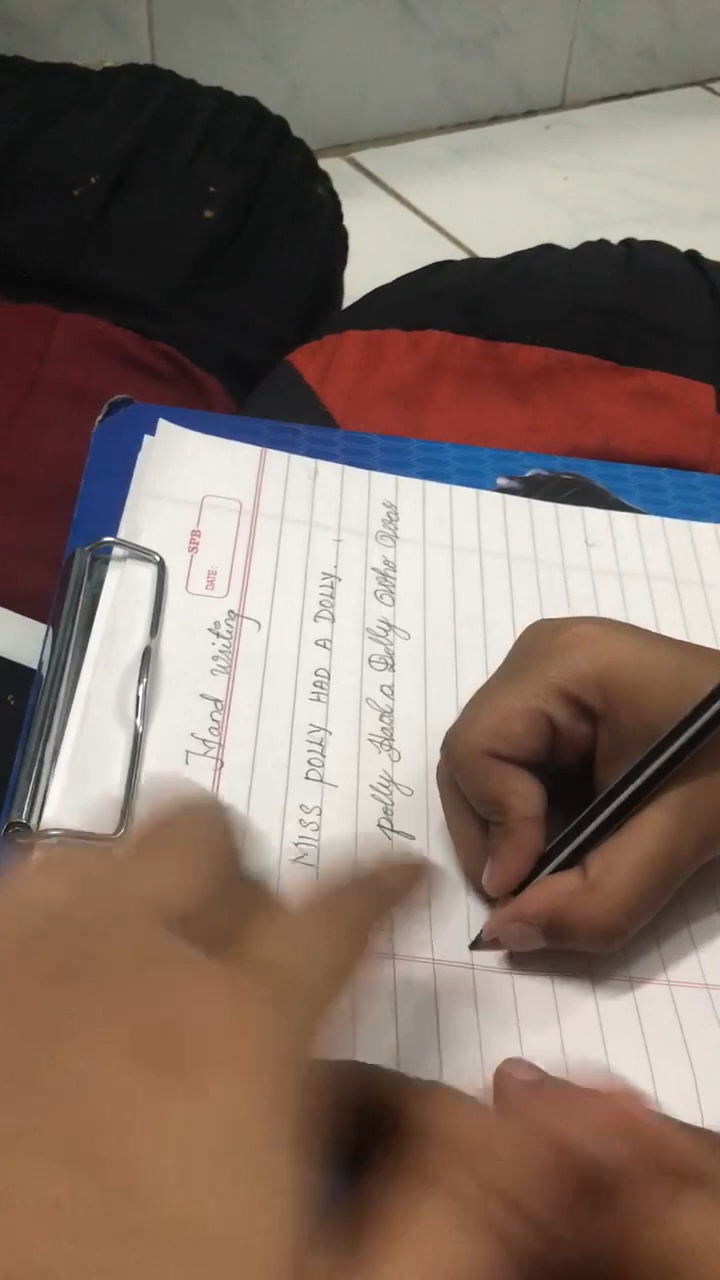 SPB
DATE:
Hand Writing
MISS POLLY HAD A DOLLY.
polly Had a Dolly who was